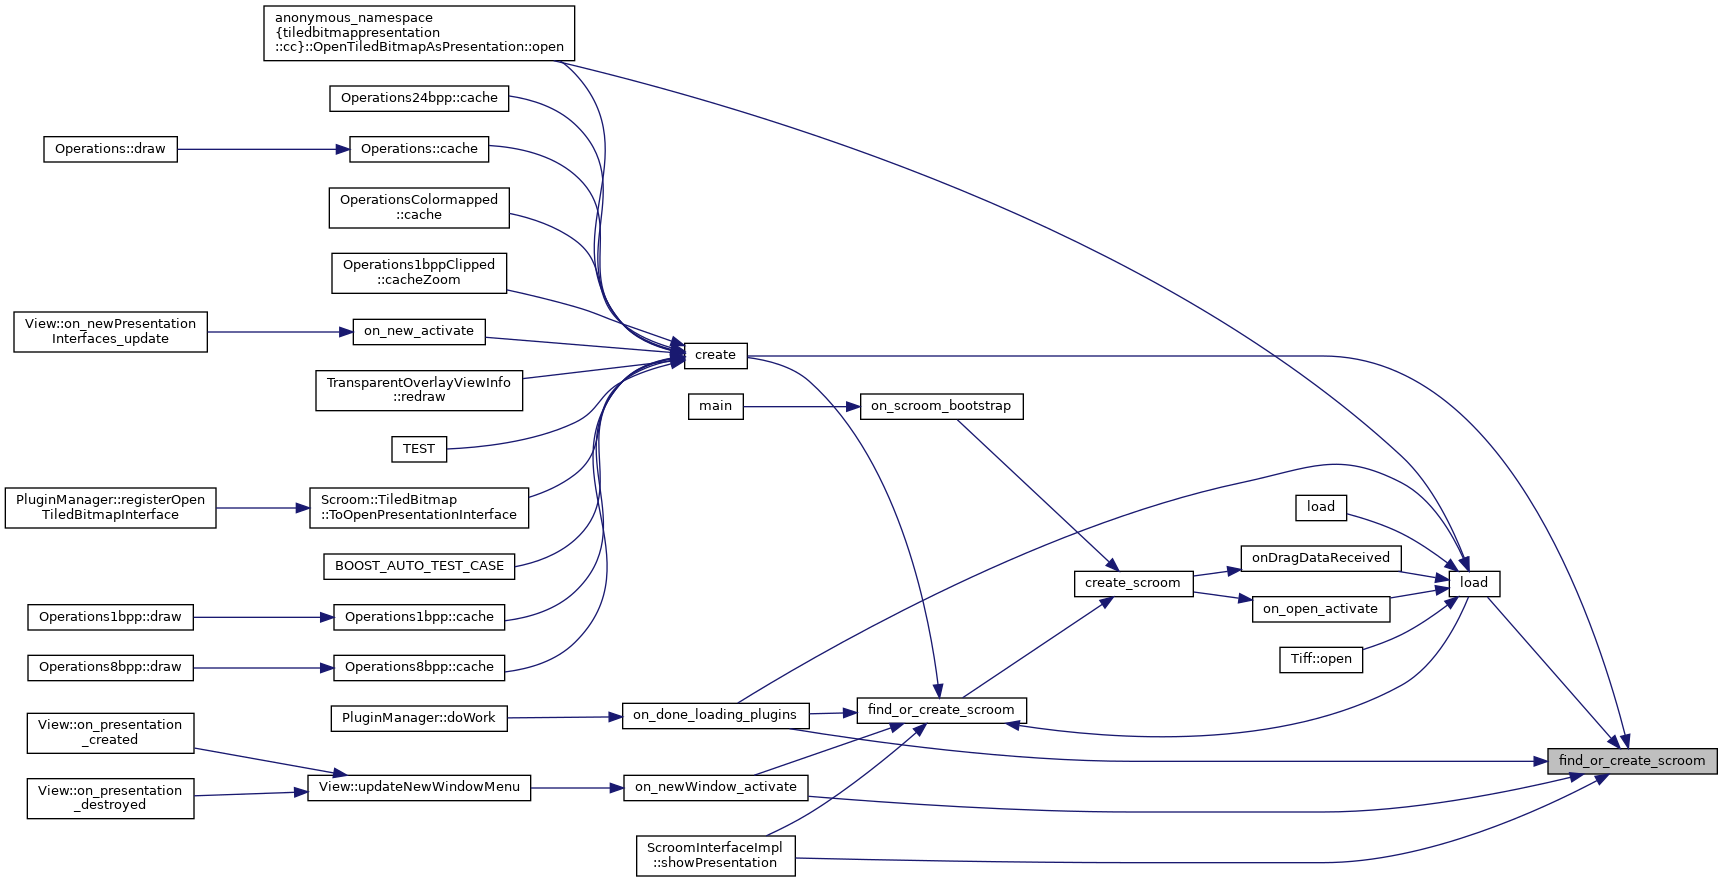 anonymous_namespace
{tiledbitmappresentation
::cc}::OpenTiledBitmapAsPresentation::open
Operations24bpp::cache
Operations::draw
Operations::cache
OperationsColormapped
::cache
Operations1bppClipped
::cacheZoom
View::on_newPresentation
Interfaces_update
on_new_activate
create
TransparentOverlayViewInfo
::redraw
main
on_scroom_bootstrap
TEST
PluginManager::registerOpen
TiledBitmapInterface
Scroom::TiledBitmap
::ToOpenPresentationInterface
load
BOOST_AUTO_TEST_CASE
onDragDataReceived
create_scroom
load
on_open_activate
Operations1bpp::draw
Operations1bpp::cache
Tiff::open
Operations8bpp::draw
Operations8bpp::cache
PluginManager::doWork
on_done_loading_plugins
find_or_create_scroom
View::on_presentation
_created
find_or_create_scroom
View::on_presentation
_destroyed
View::updateNewWindowMenu
on_newWindow_activate
ScroomInterfaceImpl
::showPresentation